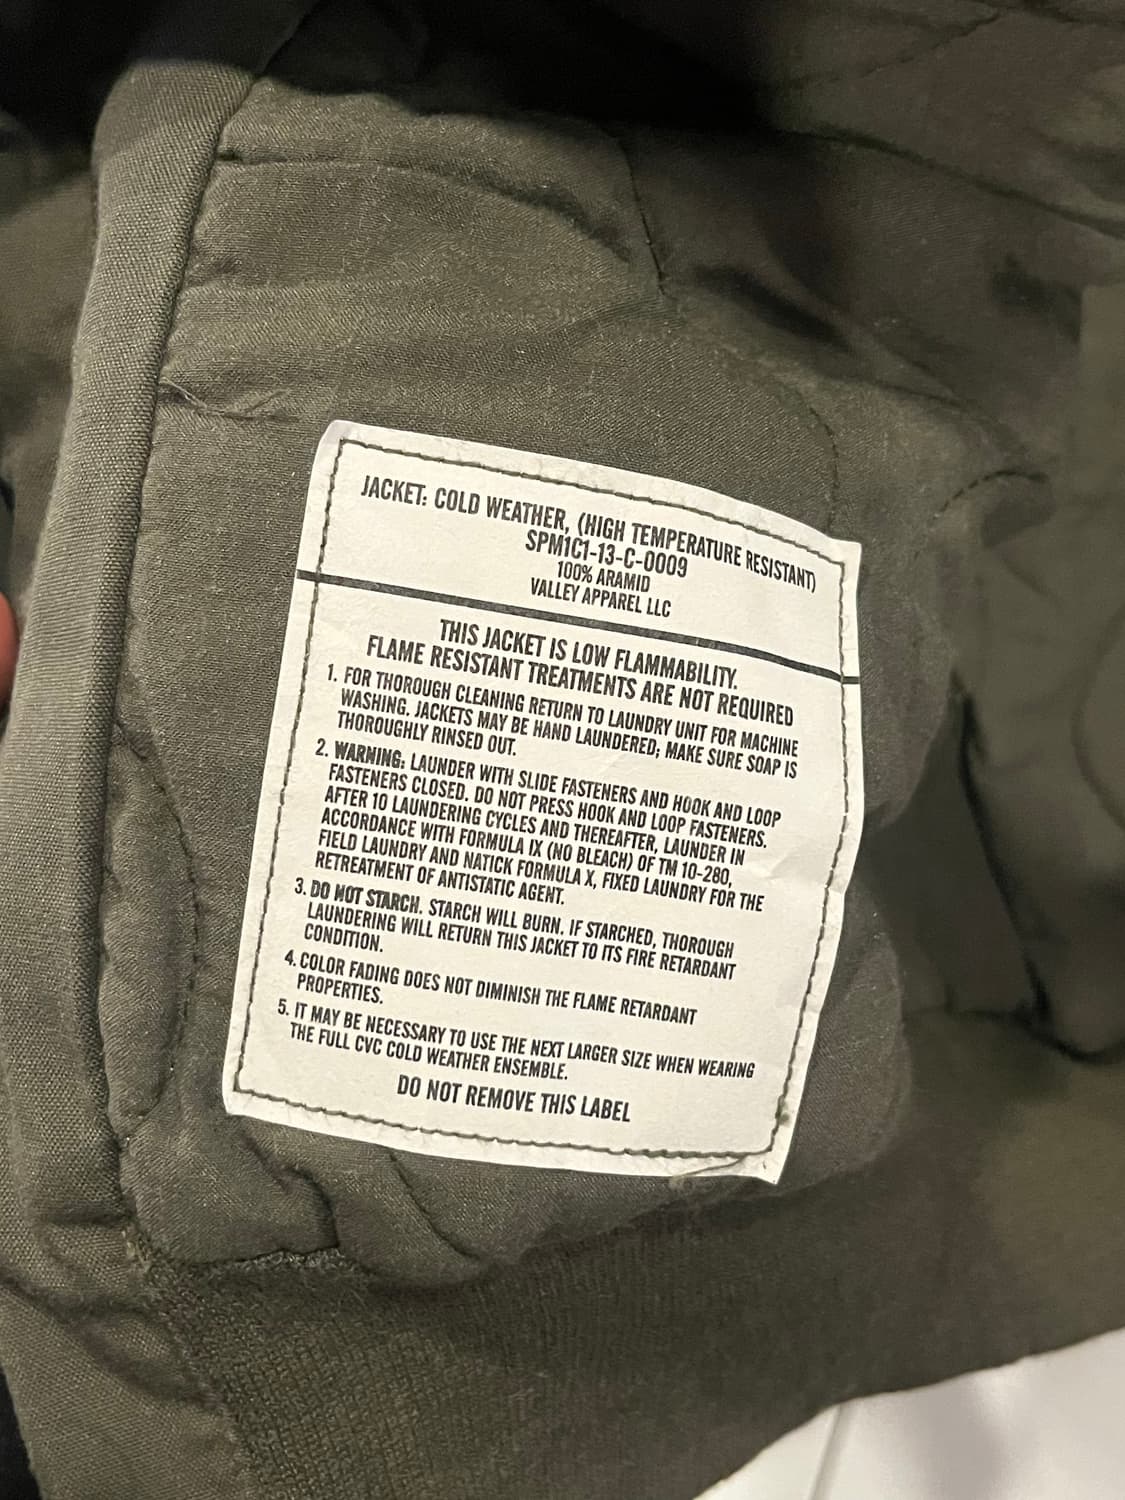 JACKET: COLD WEATHER, (HIGH TEMPERATURE RESISTANT)
SPM1C1-13-C-0009
100% ARAMID
VALLEY APPAREL LLC
THIS JACKET IS LOW FLAMMABILITY.
FLAME RESISTANT TREATMENTS ARE NOT REQUIRED
1. FOR THOROUGH CLEANING RETURN TO LAUNDRY UNIT FOR MACHINE
WASHING. JACKETS MAY BE HAND LAUNDERED; MAKE SURE SOAP IS
THOROUGHLY RINSED OUT.
2. WARNING: LAUNDER WITH SLIDE FASTENERS AND HOOK AND LOOP
FASTENERS CLOSED. DO NOT PRESS HOOK AND LOOP FASTENERS.
AFTER 10 LAUNDERING CYCLES AND THEREAFTER, LAUNDER IN
ACCORDANCE WITH FORMULA IX (NO BLEACH) OF TM 10-280,
FIELD LAUNDRY AND NATICK FORMULA X, FIXED LAUNDRY FOR THE
RETREATMENT OF ANTISTATIC AGENT.
3. DO NOT STARCH. STARCH WILL BURN. IF STARCHED, THOROUGH
LAUNDERING WILL RETURN THIS JACKET TO ITS FIRE RETARDANT
CONDITION.
4. COLOR FADING DOES NOT DIMINISH THE FLAME RETARDANT
PROPERTIES.
5. IT MAY BE NECESSARY TO USE THE NEXT LARGER SIZE WHEN WEARING
THE FULL CVC COLD WEATHER ENSEMBLE.
DO NOT REMOVE THIS LABEL